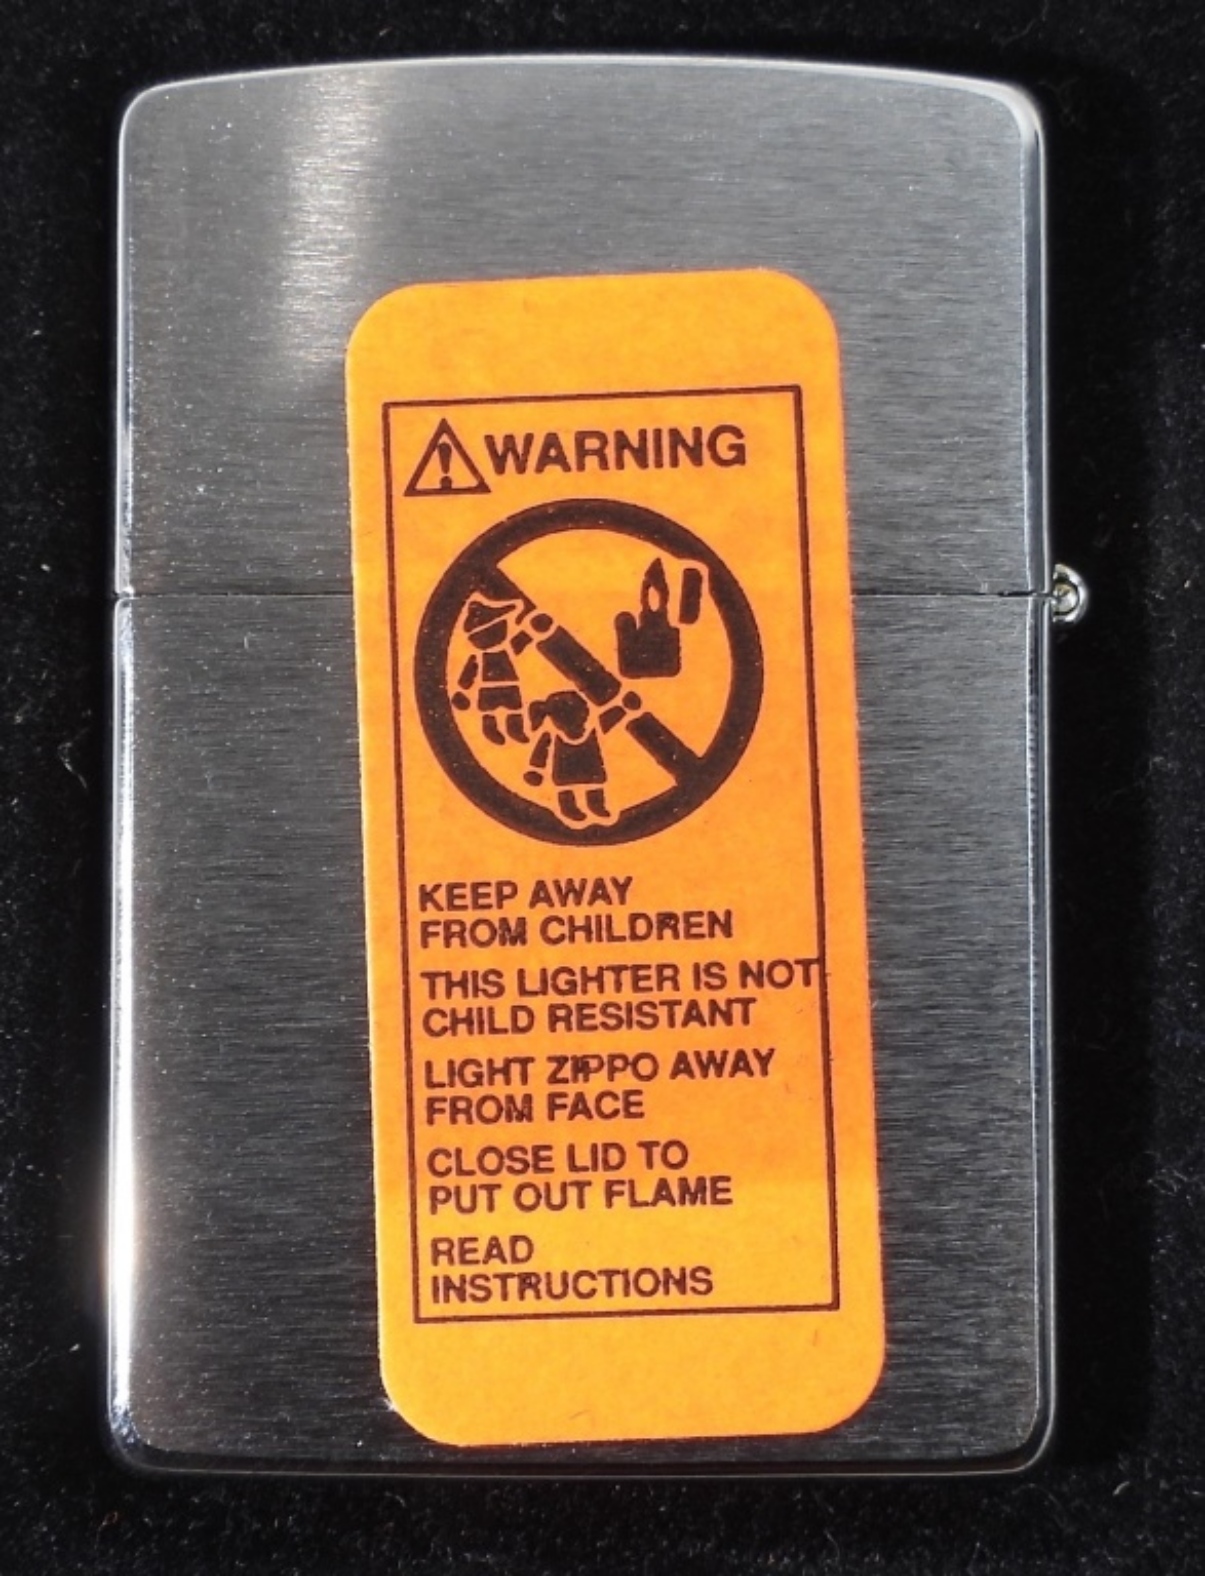 WARNING
KEEP AWAY
FROM CHILDREN
THIS LIGHTER IS NOT
CHILD RESISTANT
LIGHT ZIPPO AWAY
FROM FACE
CLOSE LID TO
PUT OUT FLAME
READ
INSTRUCTIONS